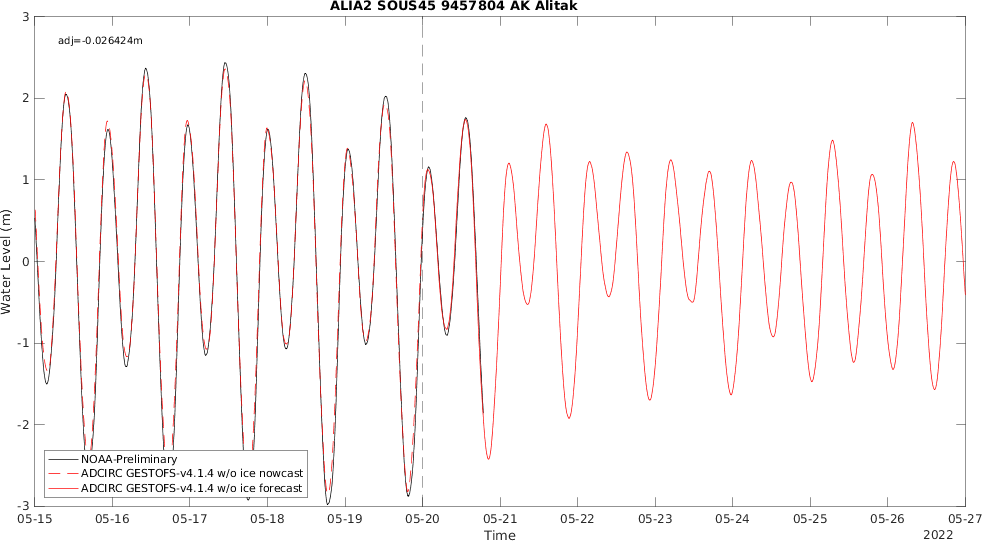 ALIA2 SOUS45 9457804 AK Alitak
3
adj=-0.026424m
2
1
0
-1
-2
-3
Water Level (m)
NOAA-Preliminary
ADCIRC GESTOFS-v4.1.4 w/o ice nowcast
ADCIRC GESTOFS-v4.1.4 w/o ice forecast
05-15 05-16 05-17 05-18 05-19 05-20 05-21 05-22 05-23 05-24 05-25 05-26 05-27
Time
2022